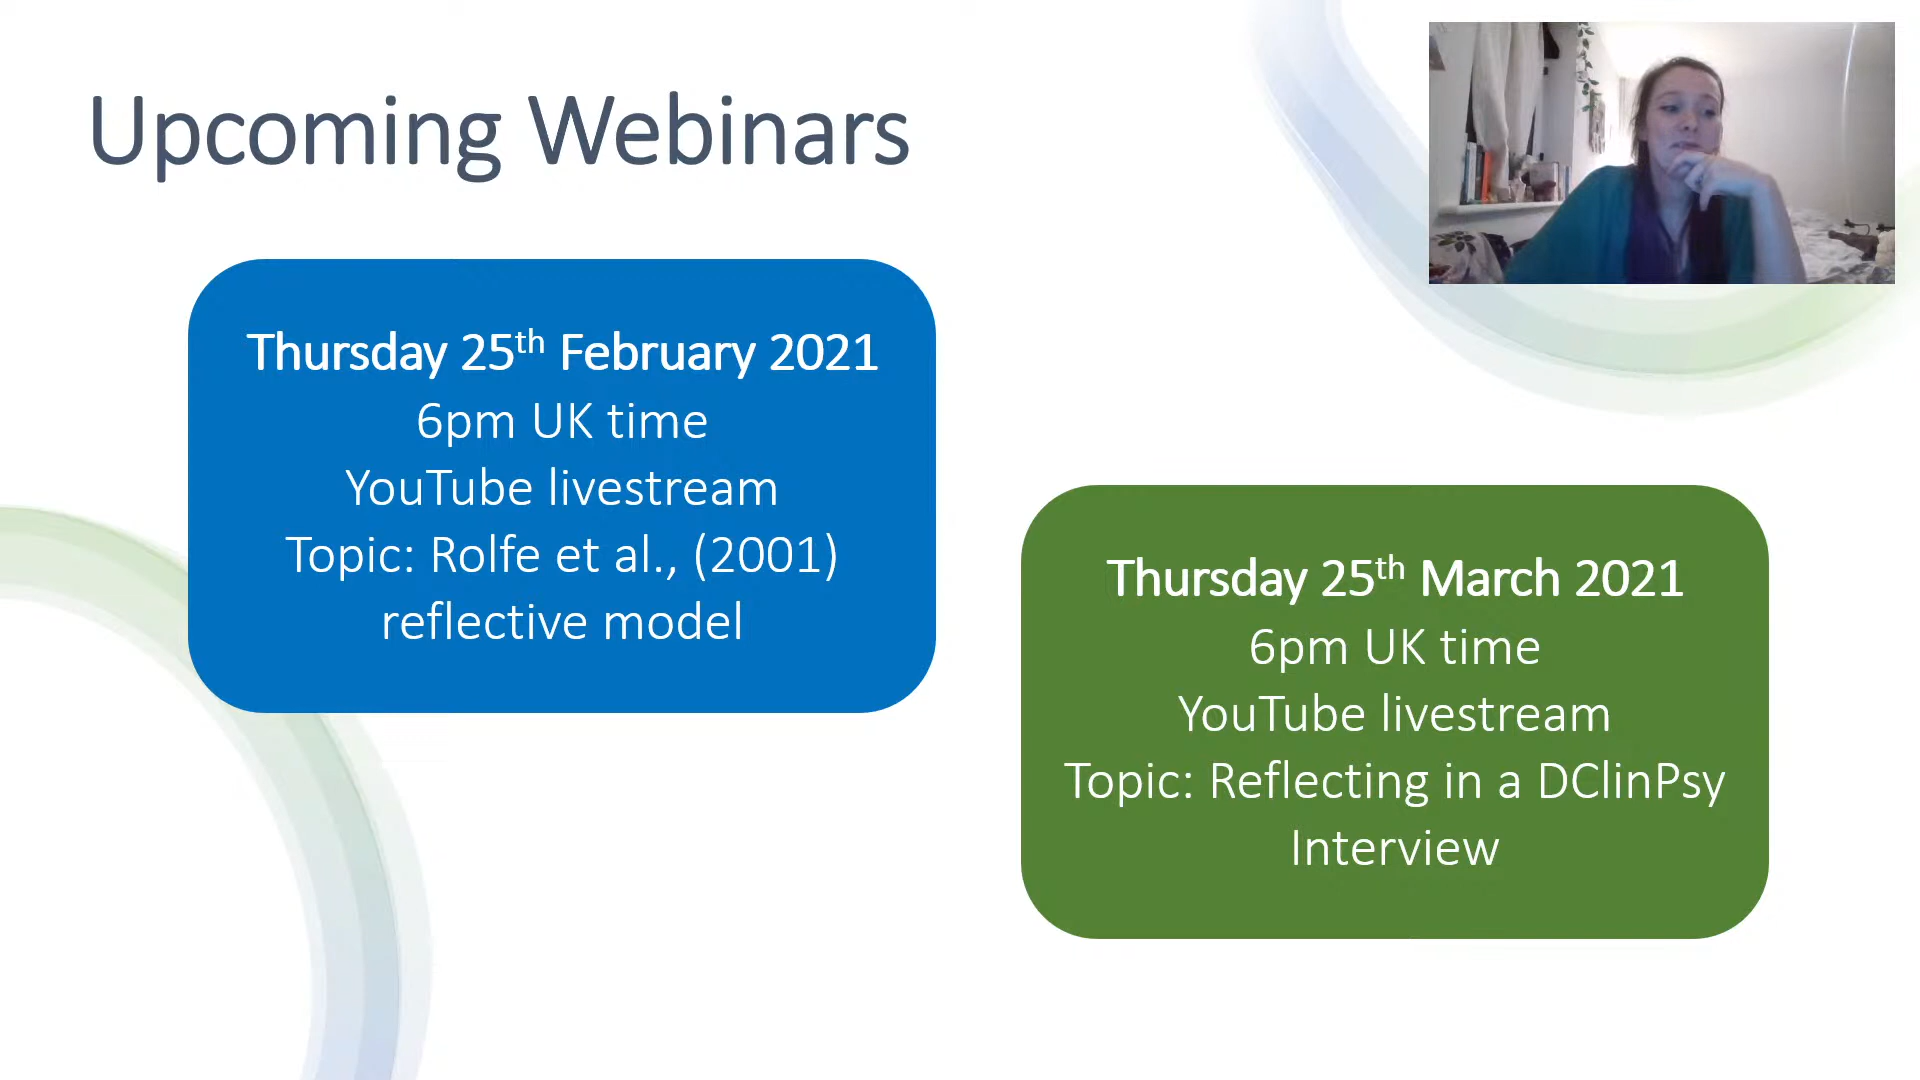 Upcoming Webinars
Thursday 25th February 2021
6pm UK time
YouTube livestream
Topic: Rolfe et al., (2001)
reflective model
Thursday 25th March 2021
6pm UK time
YouTube livestream
Topic: Reflecting in a DClinPsy
Interview